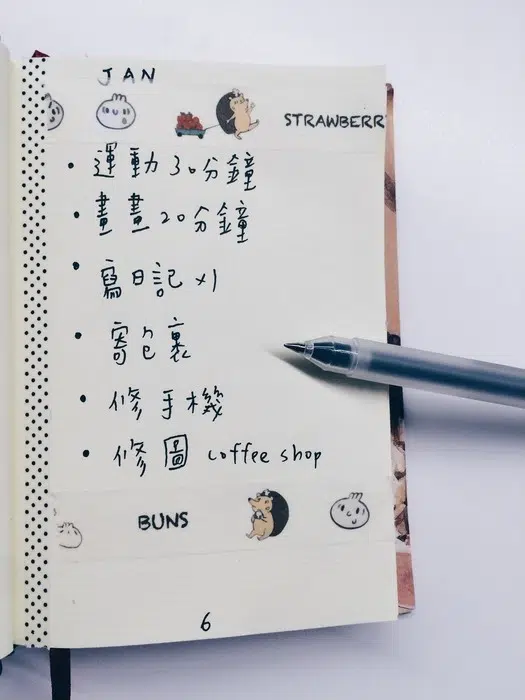 JAN
STRAWBERR
• 運動30分鐘
• 畫畫20分鐘
• 寫日記 x1
• 寄包裹
• 修手機
• 修圖 coffee shop
BUNS
6